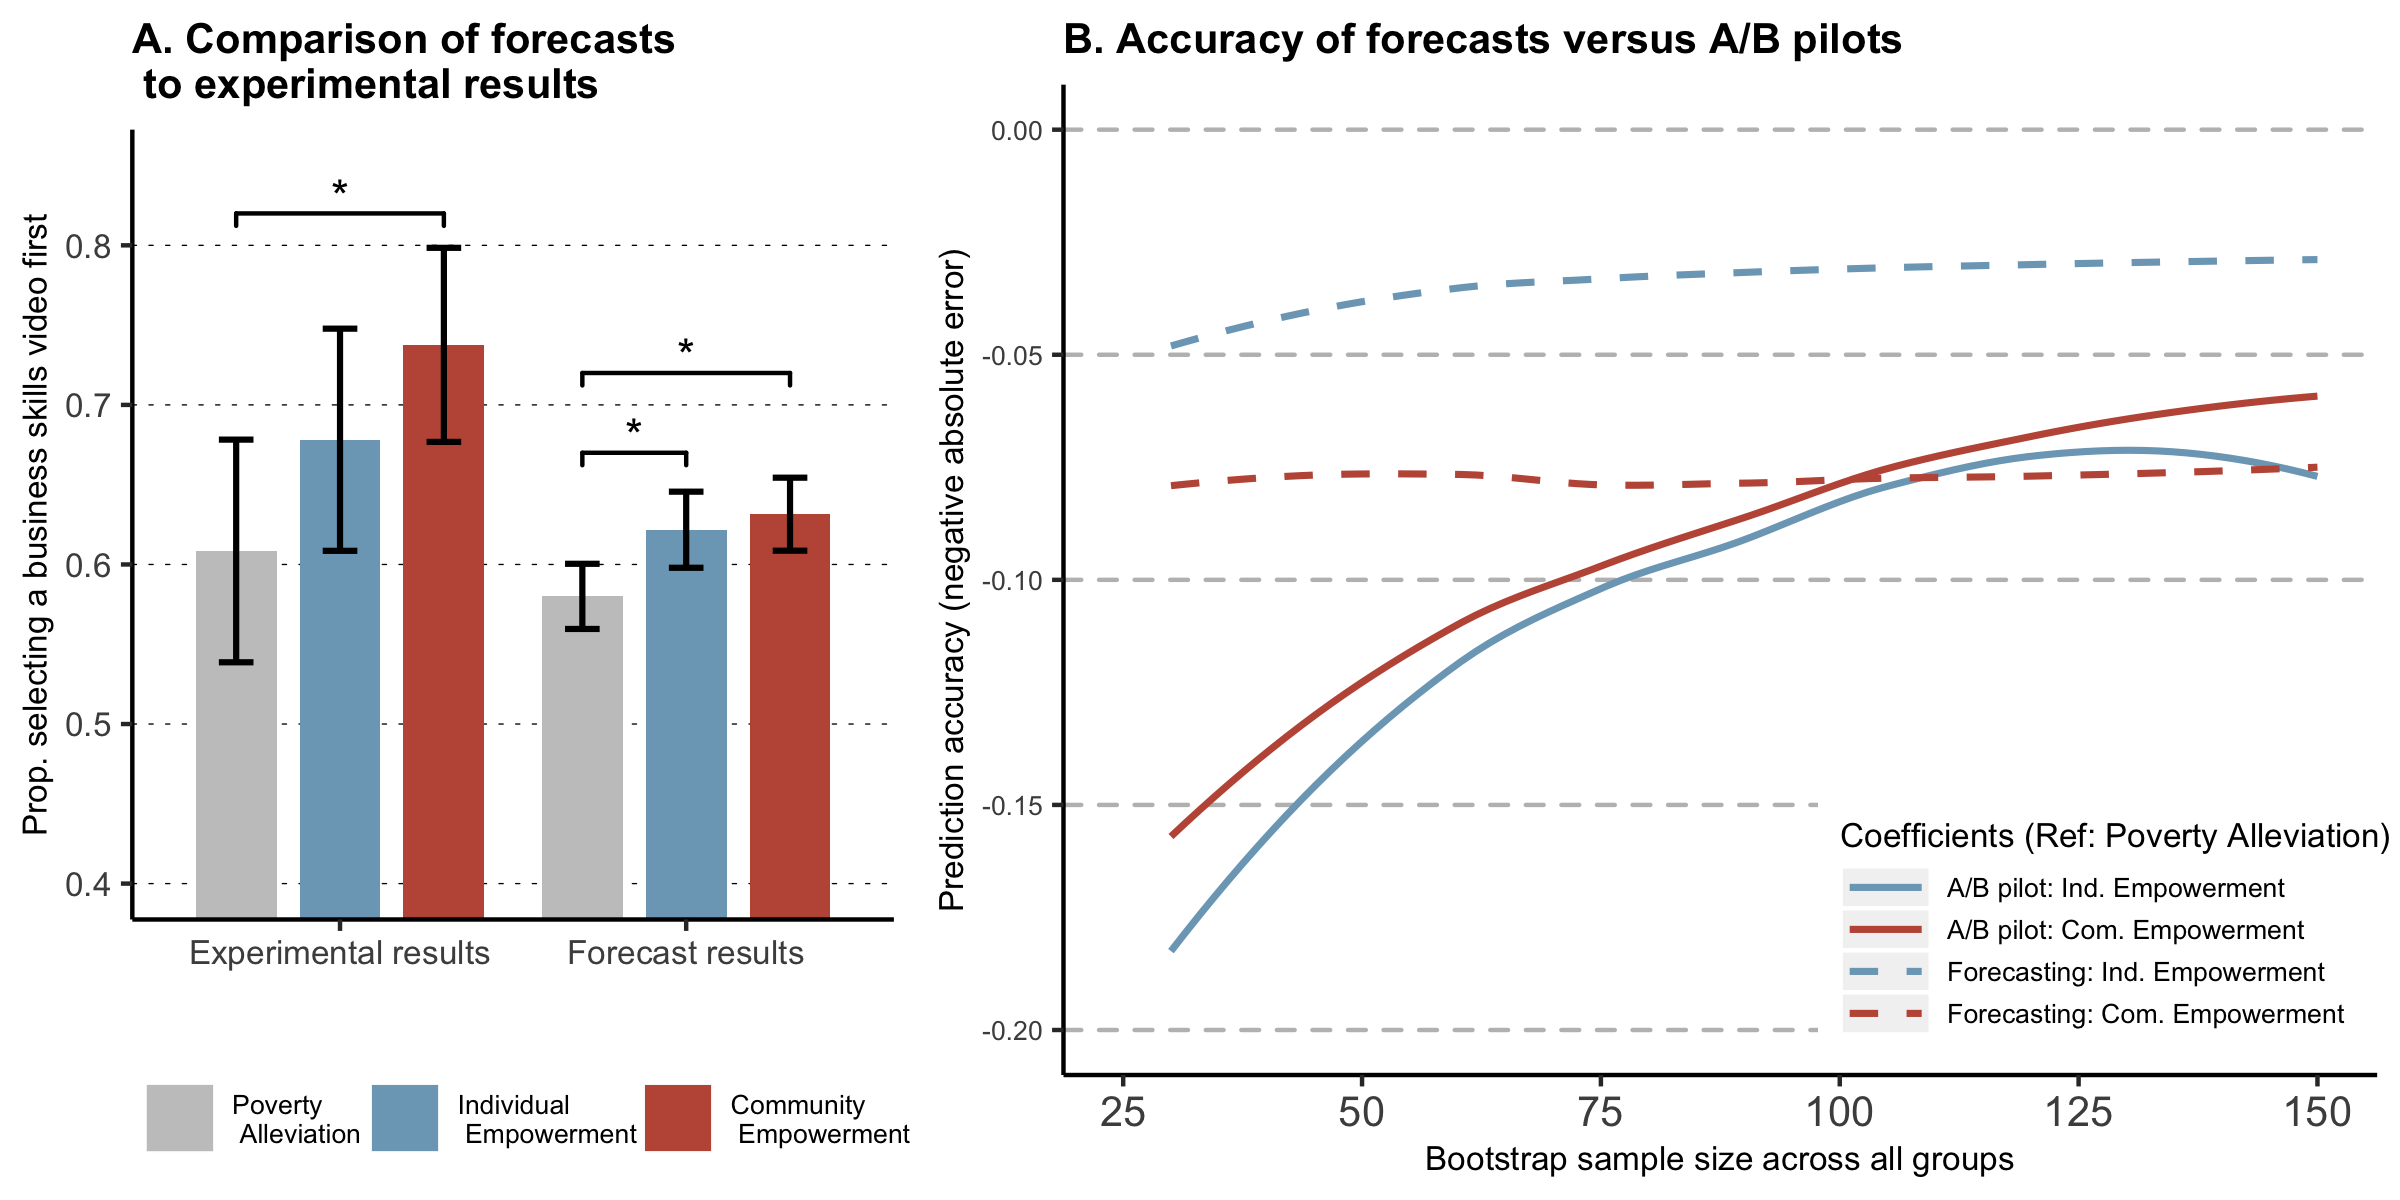 A. Comparison of forecasts
to experimental results
Prop. selecting a business skills video first
0.8
0.7
0.6
0.5
0.4
*
*
*
Experimental results
Forecast results
Poverty
Alleviation
Individual
Empowerment
Community
Empowerment
B. Accuracy of forecasts versus A/B pilots
Prediction accuracy (negative absolute error)
0.00
-0.05
-0.10
-0.15
-0.20
Coefficients (Ref: Poverty Alleviation)
A/B pilot: Ind. Empowerment
A/B pilot: Com. Empowerment
Forecasting: Ind. Empowerment
Forecasting: Com. Empowerment
25
50
75
100
125
150
Bootstrap sample size across all groups